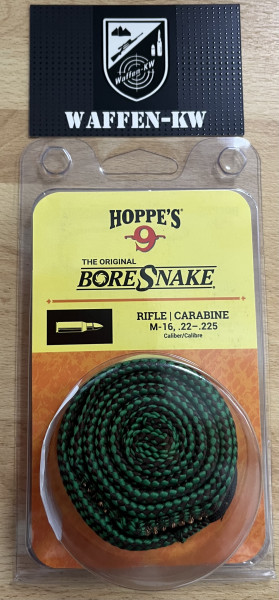 Waffen-KW
WAFFEN-KW
HOPPE'S
9
THE ORIGINAL
BORESNAKE
RIFLE | CARABINE
M-16, .22–.225
Caliber/Calibre